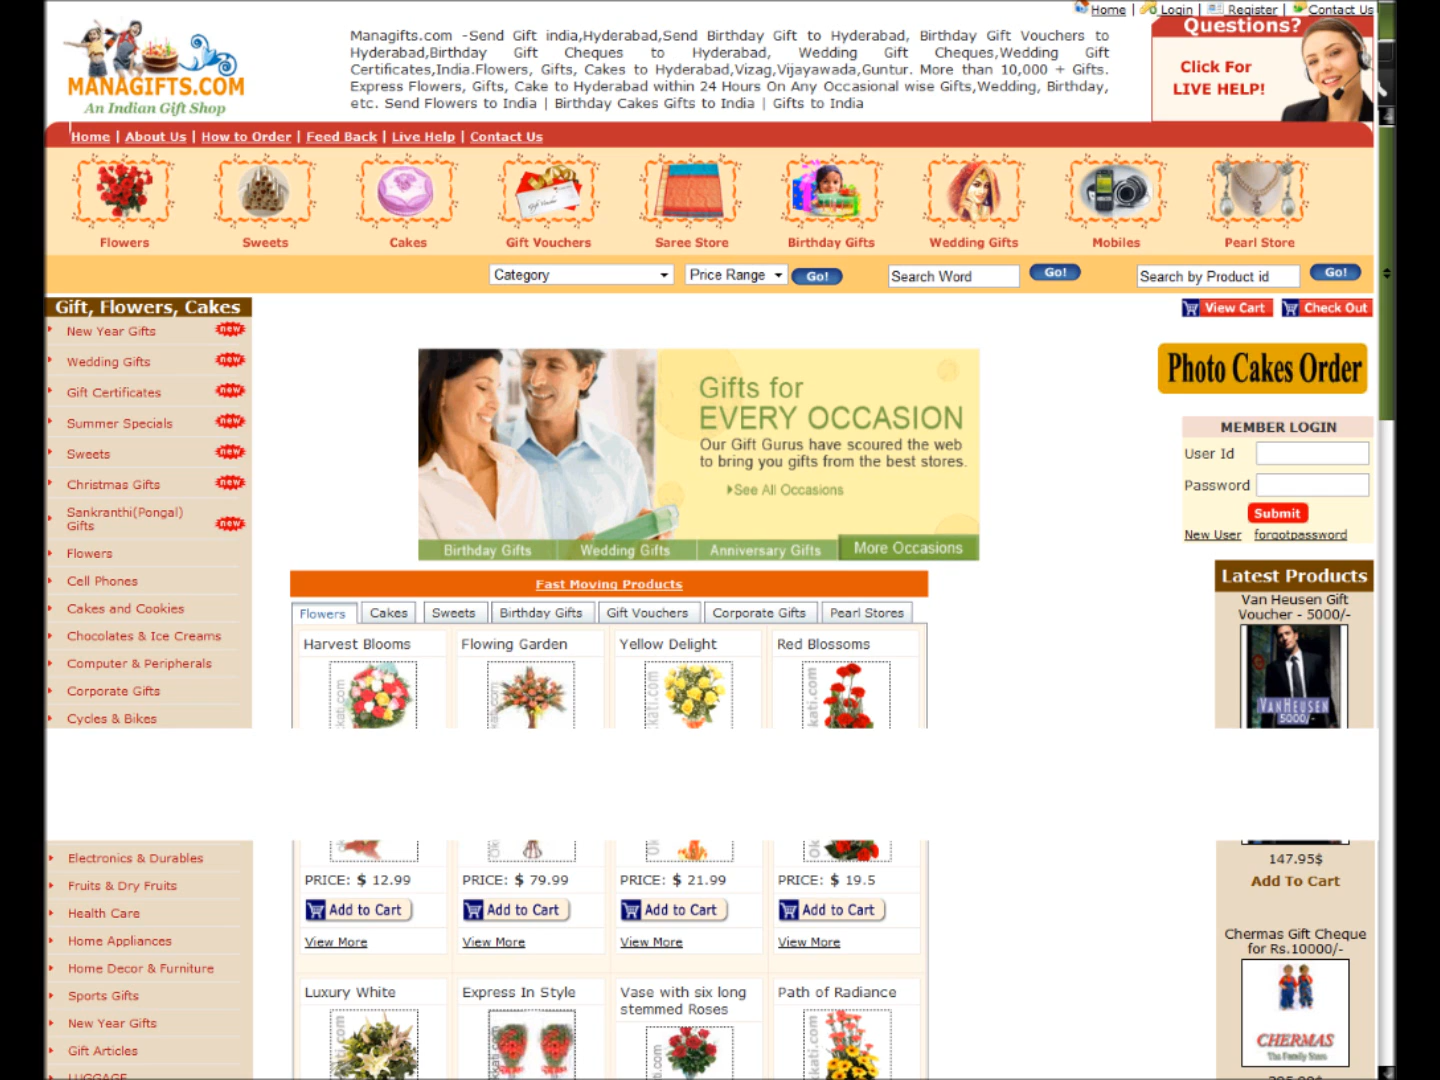 Home | Login | Register | Contact Us
MANAGIFTS.COM
An Indian Gift Shop
Managifts.com -Send Gift india,Hyderabad,Send Birthday Gift to Hyderabad, Birthday Gift Vouchers to
Hyderabad,Birthday Gift Cheques to Hyderabad, Wedding Gift Cheques,Wedding Gift
Certificates,India.Flowers, Gifts, Cakes to Hyderabad,Vizag,Vijayawada,Guntur. More than 10,000 + Gifts.
Express Flowers, Gifts, Cake to Hyderabad within 24 Hours On Any Occasional wise Gifts,Wedding, Birthday,
etc. Send Flowers to India | Birthday Cakes Gifts to India | Gifts to India
Questions?
Click For
LIVE HELP!
Home | About Us | How to Order | Feed Back | Live Help | Contact Us
Flowers Sweets Cakes Gift Vouchers Saree Store Birthday Gifts Wedding Gifts Mobiles Pearl Store
Category Price Range Go! Search Word Go! Search by Product id Go!
Gift, Flowers, Cakes
New Year Gifts new
Wedding Gifts new
Gift Certificates new
Summer Specials new
Sweets new
Christmas Gifts new
Sankranthi(Pongal)
Gifts new
Flowers
Cell Phones
Cakes and Cookies
Chocolates & Ice Creams
Computer & Peripherals
Corporate Gifts
Cycles & Bikes
Electronics & Durables
Fruits & Dry Fruits
Health Care
Home Appliances
Home Decor & Furniture
Sports Gifts
New Year Gifts
Gift Articles
LUGGAGE
Gifts for
EVERY OCCASION
Our Gift Gurus have scoured the web
to bring you gifts from the best stores.
See All Occasions
Birthday Gifts Wedding Gifts Anniversary Gifts More Occasions
Fast Moving Products
Flowers Cakes Sweets Birthday Gifts Gift Vouchers Corporate Gifts Pearl Stores
Harvest Blooms Flowing Garden Yellow Delight Red Blossoms
kkati.com kkati.com kkati.com kkati.com
PRICE: $ 12.99 PRICE: $ 79.99 PRICE: $ 21.99 PRICE: $ 19.5
Add to Cart Add to Cart Add to Cart Add to Cart
View More View More View More View More
Luxury White Express In Style Vase with six long
stemmed Roses Path of Radiance
View Cart Check Out
Photo Cakes Order
MEMBER LOGIN
User Id
Password
Submit
New User forgotpassword
Latest Products
Van Heusen Gift
Voucher - 5000/-
VANHEUSEN
5000/-
147.95$
Add To Cart
Chermas Gift Cheque
for Rs.10000/-
CHERMAS
The Family Store